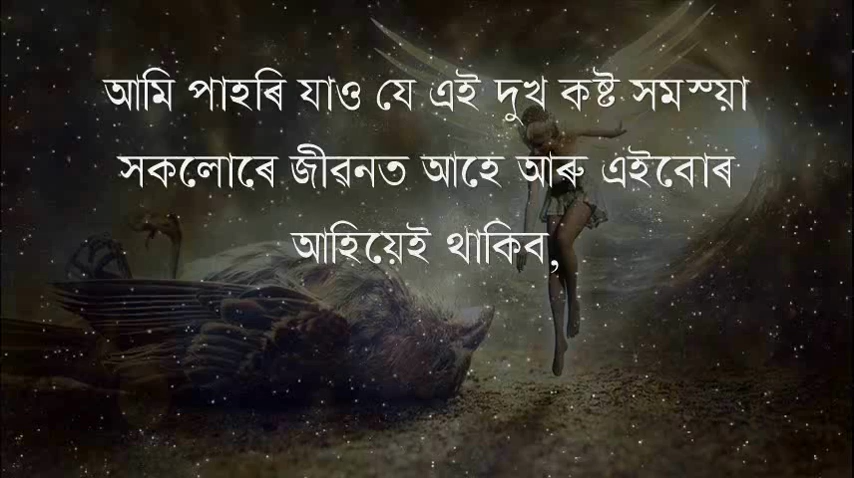 আমি পাহৰি যাওঁ যে এই দুখ কষ্ট সমস্য়া
সকলোৰে জীৱনত আহে আৰু এইবোৰ
আহিয়েই থাকিব,